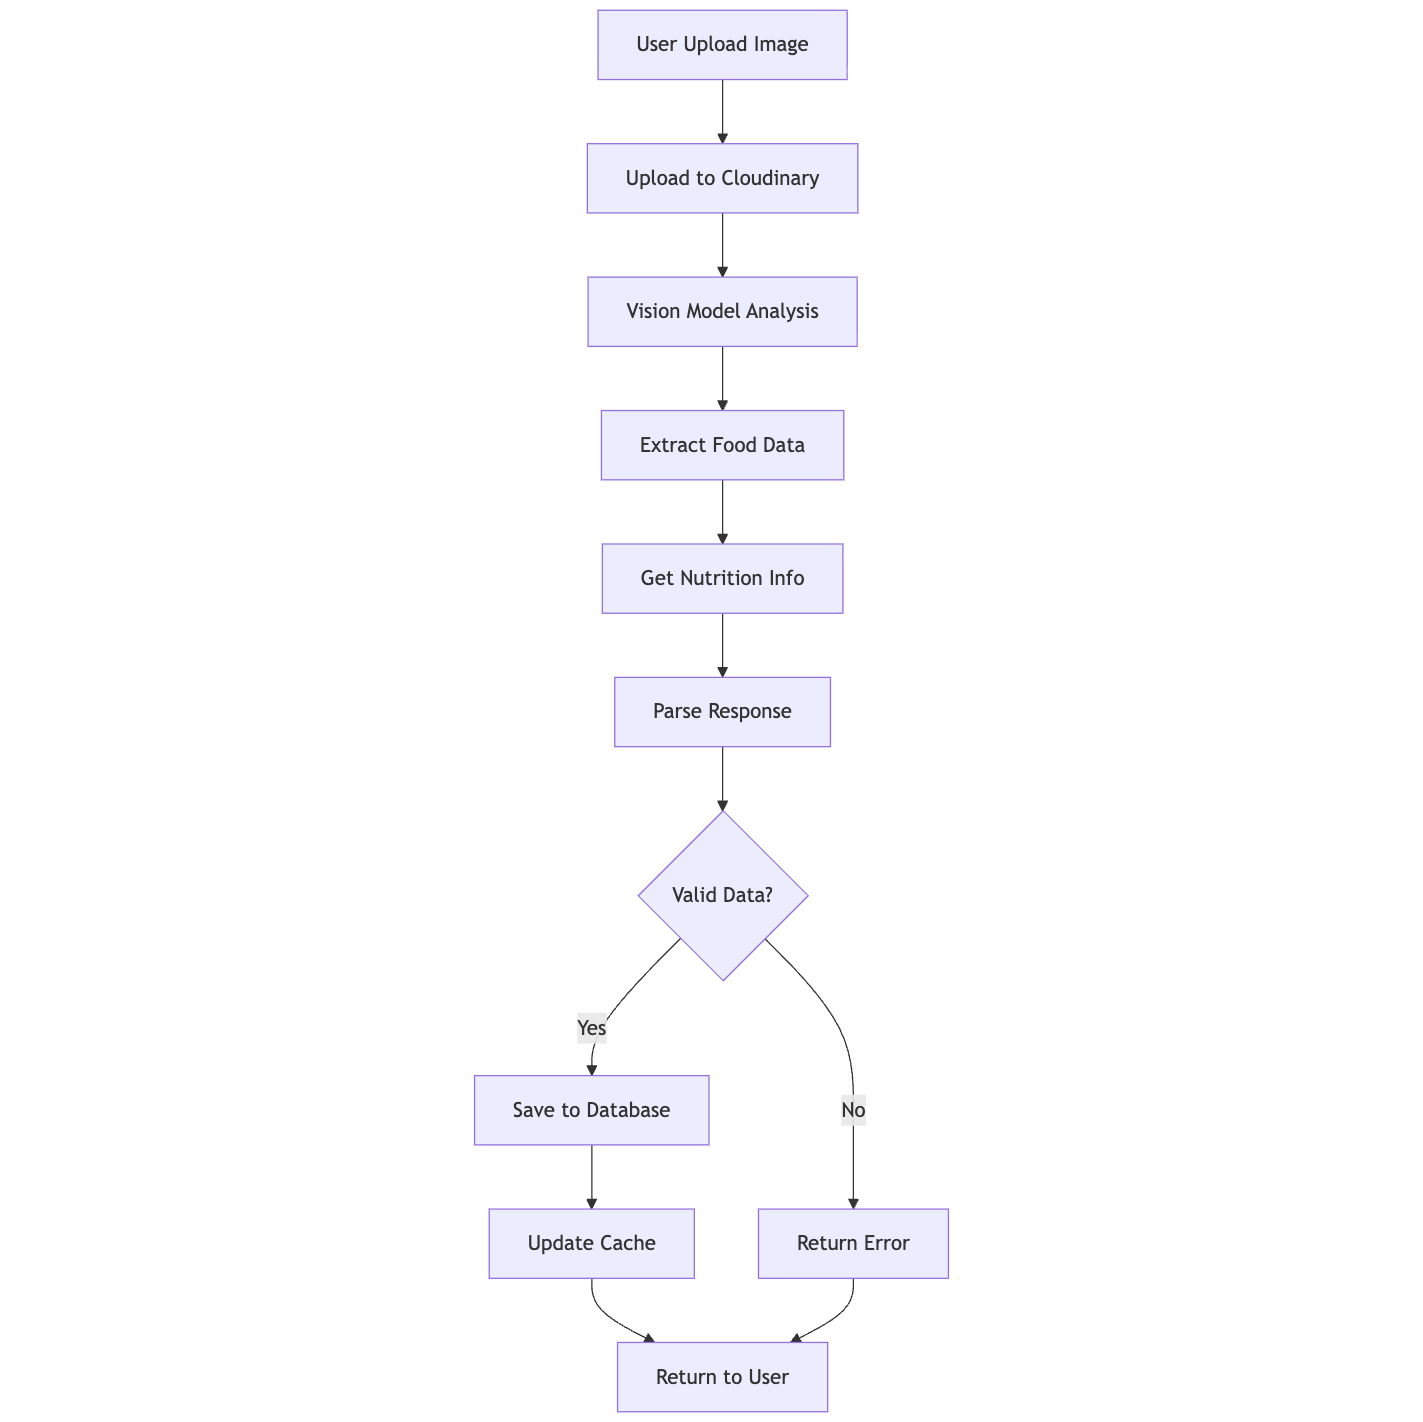 User Upload Image
Upload to Cloudinary
Vision Model Analysis
Extract Food Data
Get Nutrition Info
Parse Response
Valid Data?
Yes
Save to Database
No
Update Cache
Return Error
Return to User